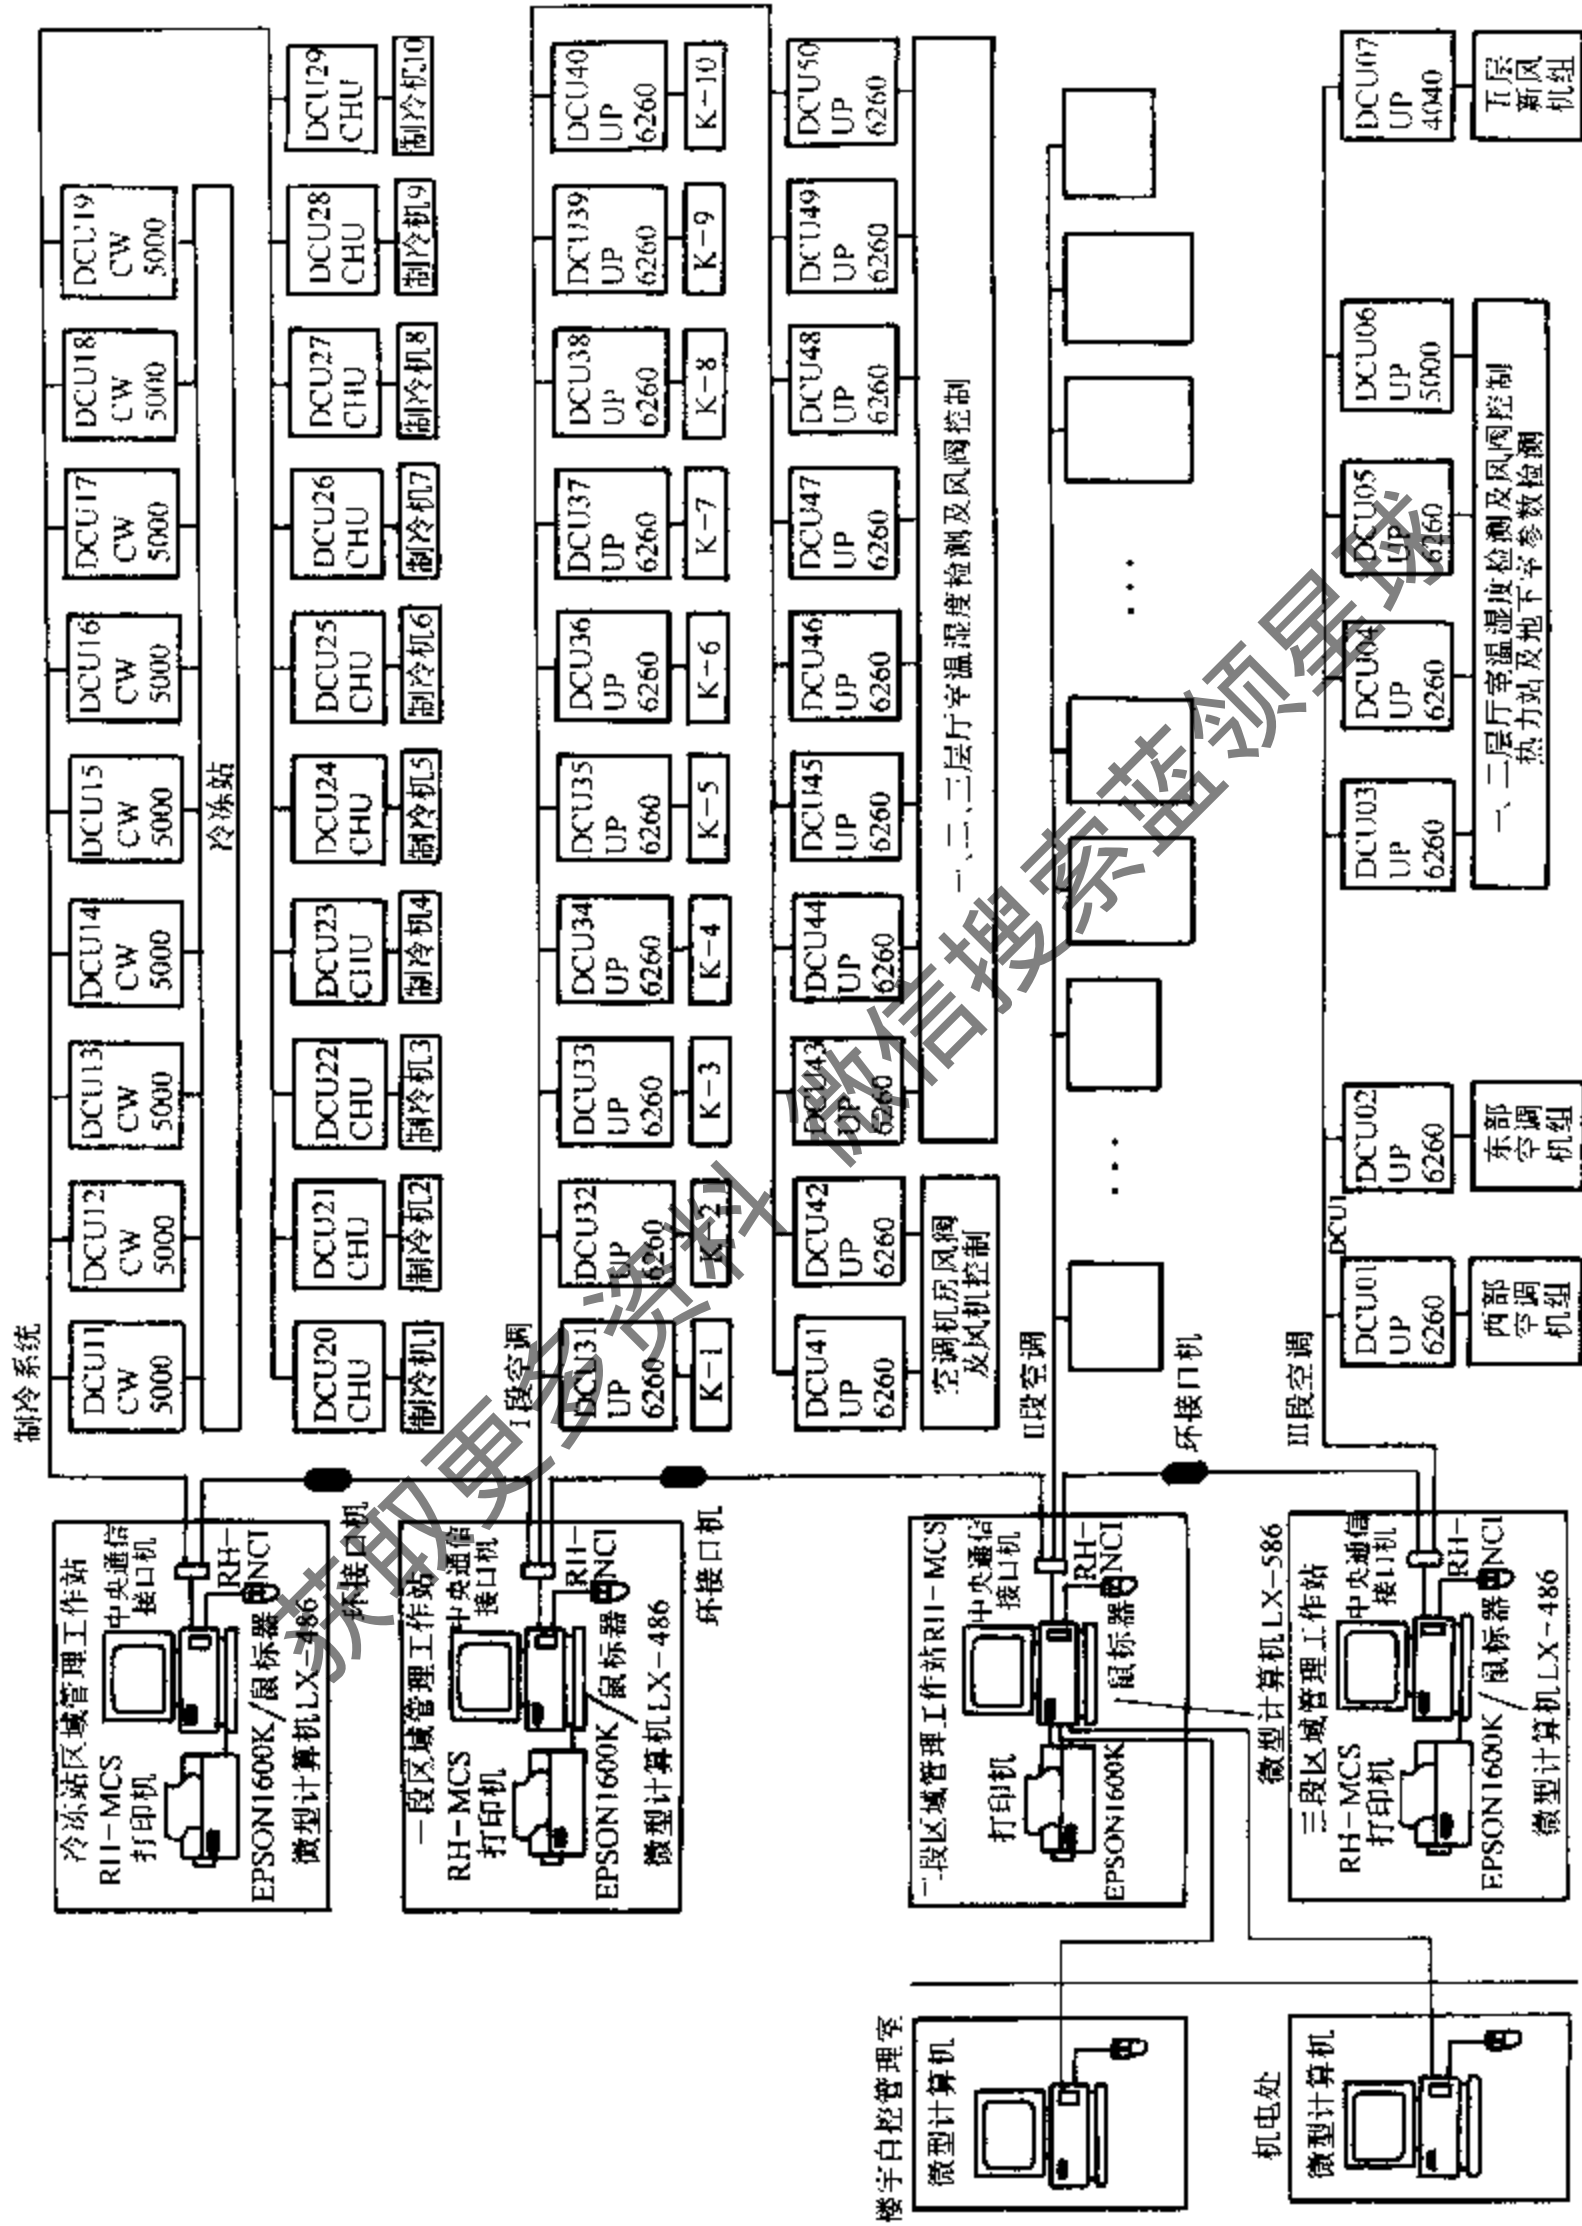 制冷系统
DCU11
CW
5000
DCU12
CW
5000
DCU13
CW
5000
DCU14
CW
5000
DCU15
CW
5000
DCU16
CW
5000
DCU17
CW
5000
DCU18
CW
5000
DCU19
CW
5000
冷冻站
DCU20
CHU
制冷机1
DCU21
CHU
制冷机2
DCU22
CHU
制冷机3
DCU23
CHU
制冷机4
DCU24
CHU
制冷机5
DCU25
CHU
制冷机6
DCU26
CHU
制冷机7
DCU27
CHU
制冷机8
DCU28
CHU
制冷机9
DCU29
CHU
制冷机10
冷冻站区域管理工作站
RH-MCS
中央通信
接口机
打印机
RH-
NCI
EPSON1600K/鼠标器
微型计算机LX-486
环接口机
I段空调
DCU31
UP
6260
K-1
DCU32
UP
6260
K-2
DCU33
UP
6260
K-3
DCU34
UP
6260
K-4
DCU35
UP
6260
K-5
DCU36
UP
6260
K-6
DCU37
UP
6260
K-7
DCU38
UP
6260
K-8
DCU39
UP
6260
K-9
DCU40
UP
6260
K-10
DCU41
UP
6260
DCU42
UP
6260
空调机房风阀
及风机控制
DCU43
UP
6260
DCU44
UP
6260
DCU45
UP
6260
DCU46
UP
6260
DCU47
UP
6260
DCU48
UP
6260
DCU49
UP
6260
DCU50
UP
6260
一、二、三层厅室温湿度检测及风阀控制
一段区域管理工作站
RH-MCS
中央通信
接口机
打印机
RH-
NCI
EPSON1600K/鼠标器
微型计算机LX-486
环接口机
II段空调
...
...
环接口机
二段区域管理工作站RH-MCS
中央通信
接口机
打印机
RH-
NCI
鼠标器
EPSON1600K
微型计算机LX-586
III段空调
DCU1
DCU01
UP
6260
西部
空调
机组
DCU02
UP
6260
东部
空调
机组
DCU03
UP
6260
DCU04
UP
6260
DCU05
UP
6260
DCU06
UP
5000
一、二层厅室温湿度检测及风阀控制
热力站及地下室参数检测
DCU07
UP
4040
五层
新风
机组
三段区域管理工作站
RH-MCS
中央通信
接口机
打印机
RH-
NCI
EPSON1600K/鼠标器
微型计算机LX-486
楼宇自控管理室
微型计算机
机电处
微型计算机
获取更多资料 微信搜索蓝领星球